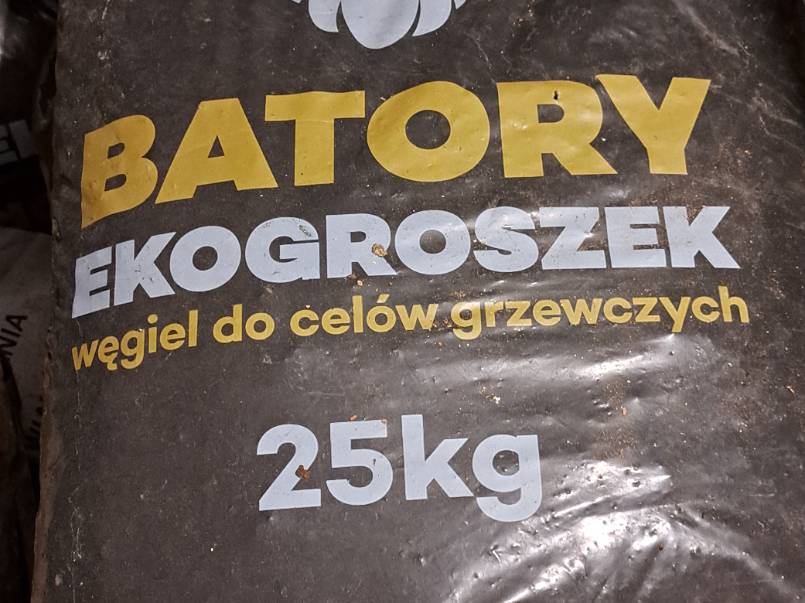 BATORY
EKOGROSZEK
węgiel do celów grzewczych
25kg